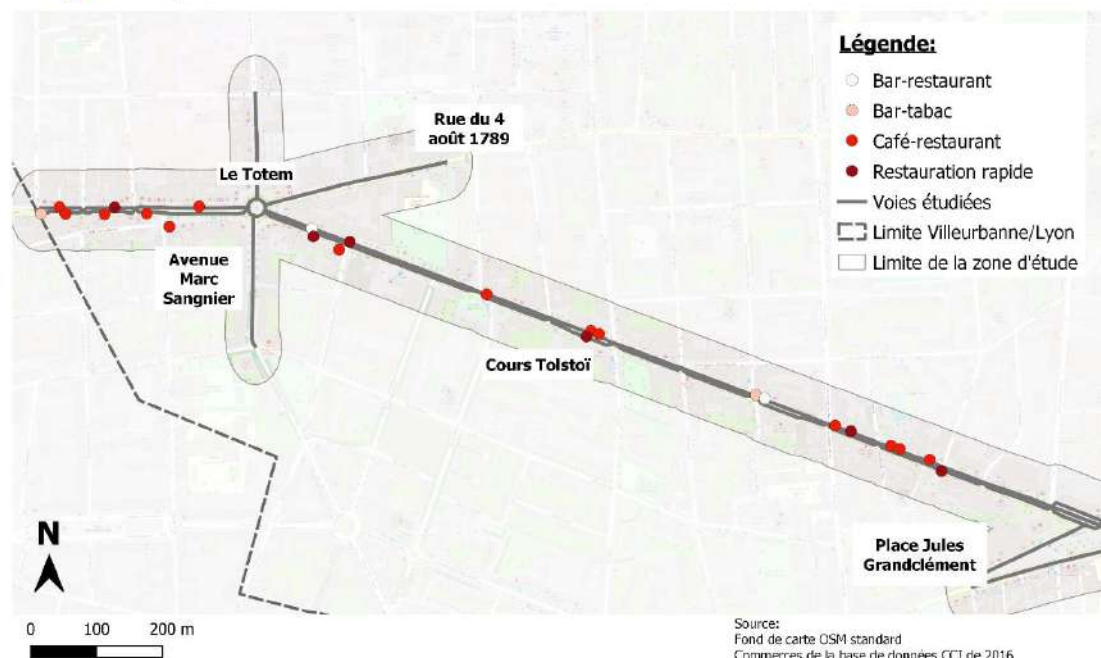 Légende:
Bar-restaurant
Bar-tabac
Café-restaurant
Restauration rapide
Voies étudiées
Limite Villeurbanne/Lyon
Limite de la zone d'étude
Rue du 4
août 1789
Le Totem
Avenue
Marc
Sangnier
Cours Tolstoï
Place Jules
Grandclément
N
0 100 200 m
Source:
Fond de carte OSM standard
Commerces de la base de données CCI de 2016